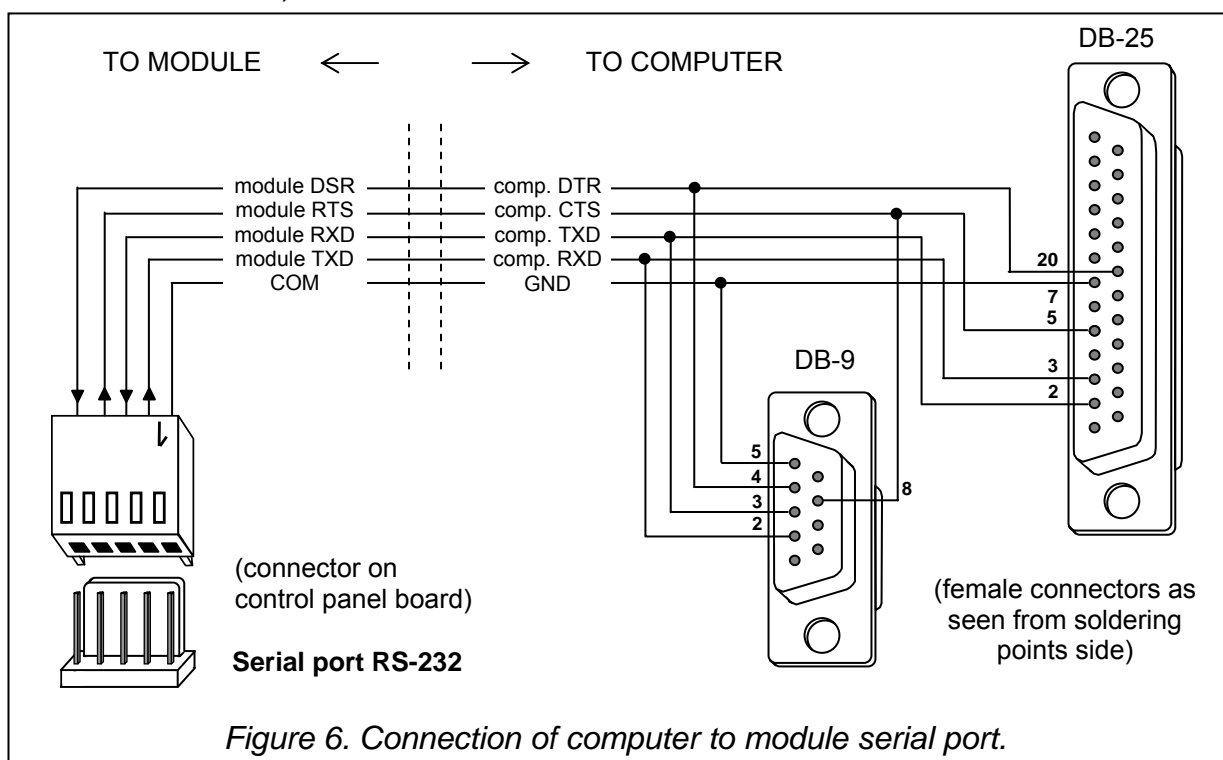 TO MODULE ← → TO COMPUTER
DB-25
module DSR comp. DTR
module RTS comp. CTS
module RXD comp. TXD
module TXD comp. RXD
COM GND
20
7
5
3
2
DB-9
5
4
3
2
8
(connector on
control panel board)
Serial port RS-232
(female connectors as
seen from soldering
points side)
Figure 6. Connection of computer to module serial port.